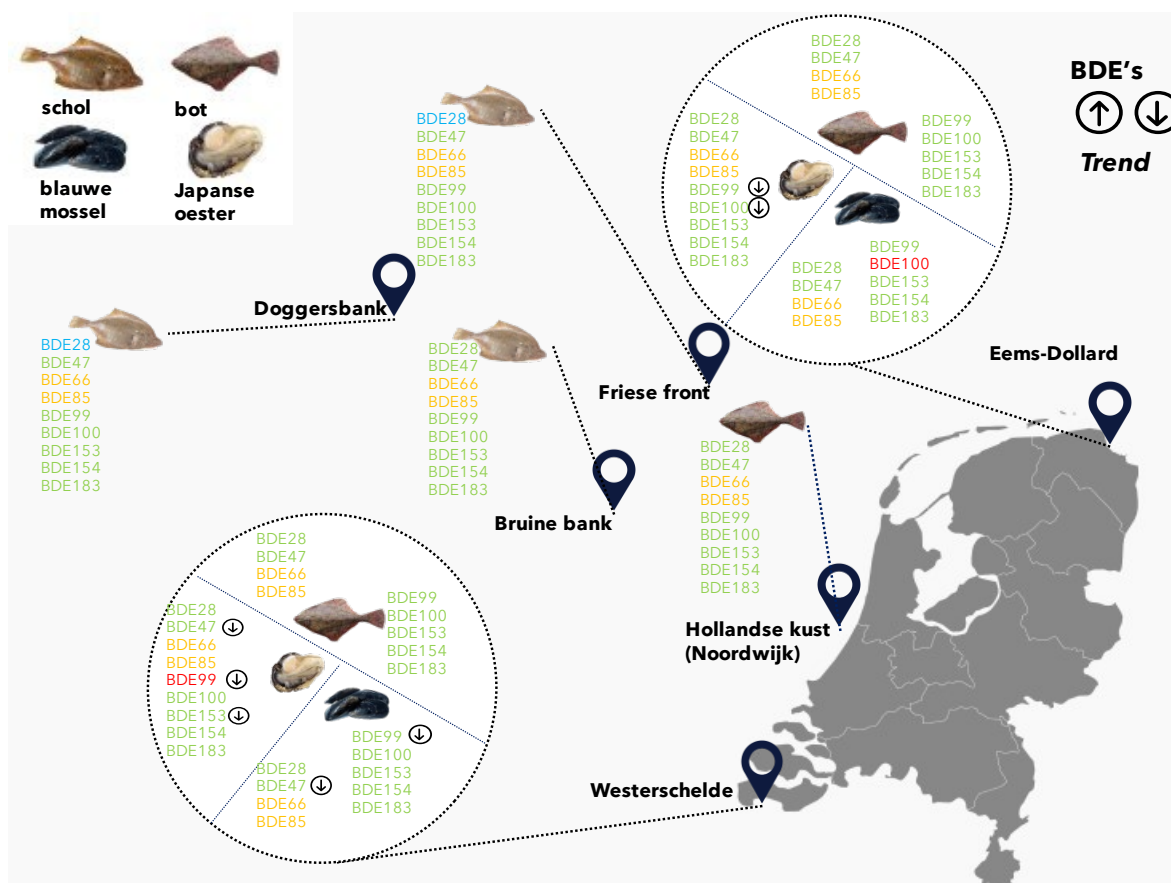 schol
bot
blauwe
mossel
Japanse
oester
BDE's
Trend
BDE28
BDE47
BDE66
BDE85
BDE99
BDE100
BDE153
BDE154
BDE183
BDE28
BDE47
BDE66
BDE85
BDE99
BDE100
BDE153
BDE154
BDE183
BDE28
BDE47
BDE66
BDE85
BDE99
BDE100
BDE153
BDE154
BDE183
BDE28
BDE47
BDE66
BDE85
BDE99
BDE100
BDE153
BDE154
BDE183
Doggersbank
Friese front
Eems-Dollard
BDE28
BDE47
BDE66
BDE85
BDE99
BDE100
BDE153
BDE154
BDE183
BDE28
BDE47
BDE66
BDE85
BDE99
BDE100
BDE153
BDE154
BDE183
Bruine bank
BDE28
BDE47
BDE66
BDE85
BDE99
BDE100
BDE153
BDE154
BDE183
Hollandse kust
(Noordwijk)
BDE28
BDE47
BDE66
BDE85
BDE99
BDE100
BDE153
BDE154
BDE183
BDE28
BDE47
BDE66
BDE85
BDE99
BDE100
BDE153
BDE154
BDE183
BDE28
BDE47
BDE66
BDE85
BDE99
BDE100
BDE153
BDE154
BDE183
Westerschelde